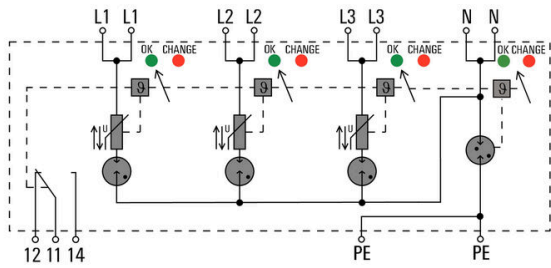 L1 L1 L2 L2 L3 L3 N N
OK CHANGE OK CHANGE OK CHANGE OK CHANGE
ϑ ϑ ϑ ϑ
U U U
12 11 14 PE PE